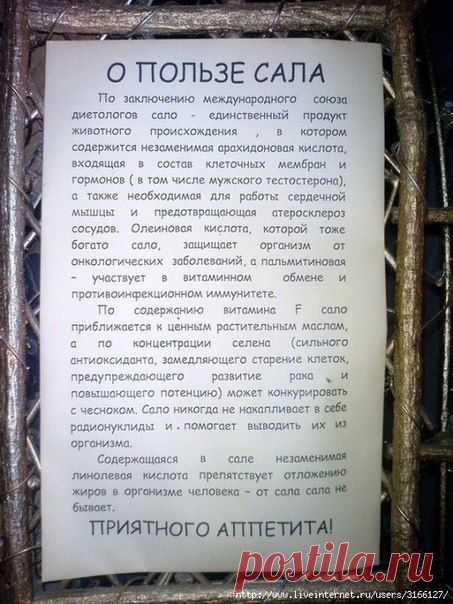 О ПОЛЬЗЕ САЛА
По заключению международного союза
диетологов сало - единственный продукт
животного происхождения , в котором
содержится незаменимая арахидоновая кислота,
входящая в состав клеточных мембран и
гормонов ( в том числе мужского тестостерона),
а также необходимая для работы сердечной
мышцы и предотвращающая атеросклероз
сосудов. Олеиновая кислота, которой тоже
богато сало, защищает организм от
онкологических заболеваний, а пальмитиновая
– участвует в витаминном обмене и
противоинфекционном иммунитете.
По содержанию витамина F сало
приближается к ценным растительным маслам,
а по концентрации селена (сильного
антиоксиданта, замедляющего старение клеток,
предупреждающего развитие рака и
повышающего потенцию) может конкурировать
с чесноком. Сало никогда не накапливает в себе
радионуклиды и помогает выводить их из
организма.
Содержащаяся в сале незаменимая
линолевая кислота препятствует отложению
жиров в организме человека – от сала сала не
бывает.
ПРИЯТНОГО АППЕТИТА!
postila.ru
http://www.liveinternet.ru/users/3166127/